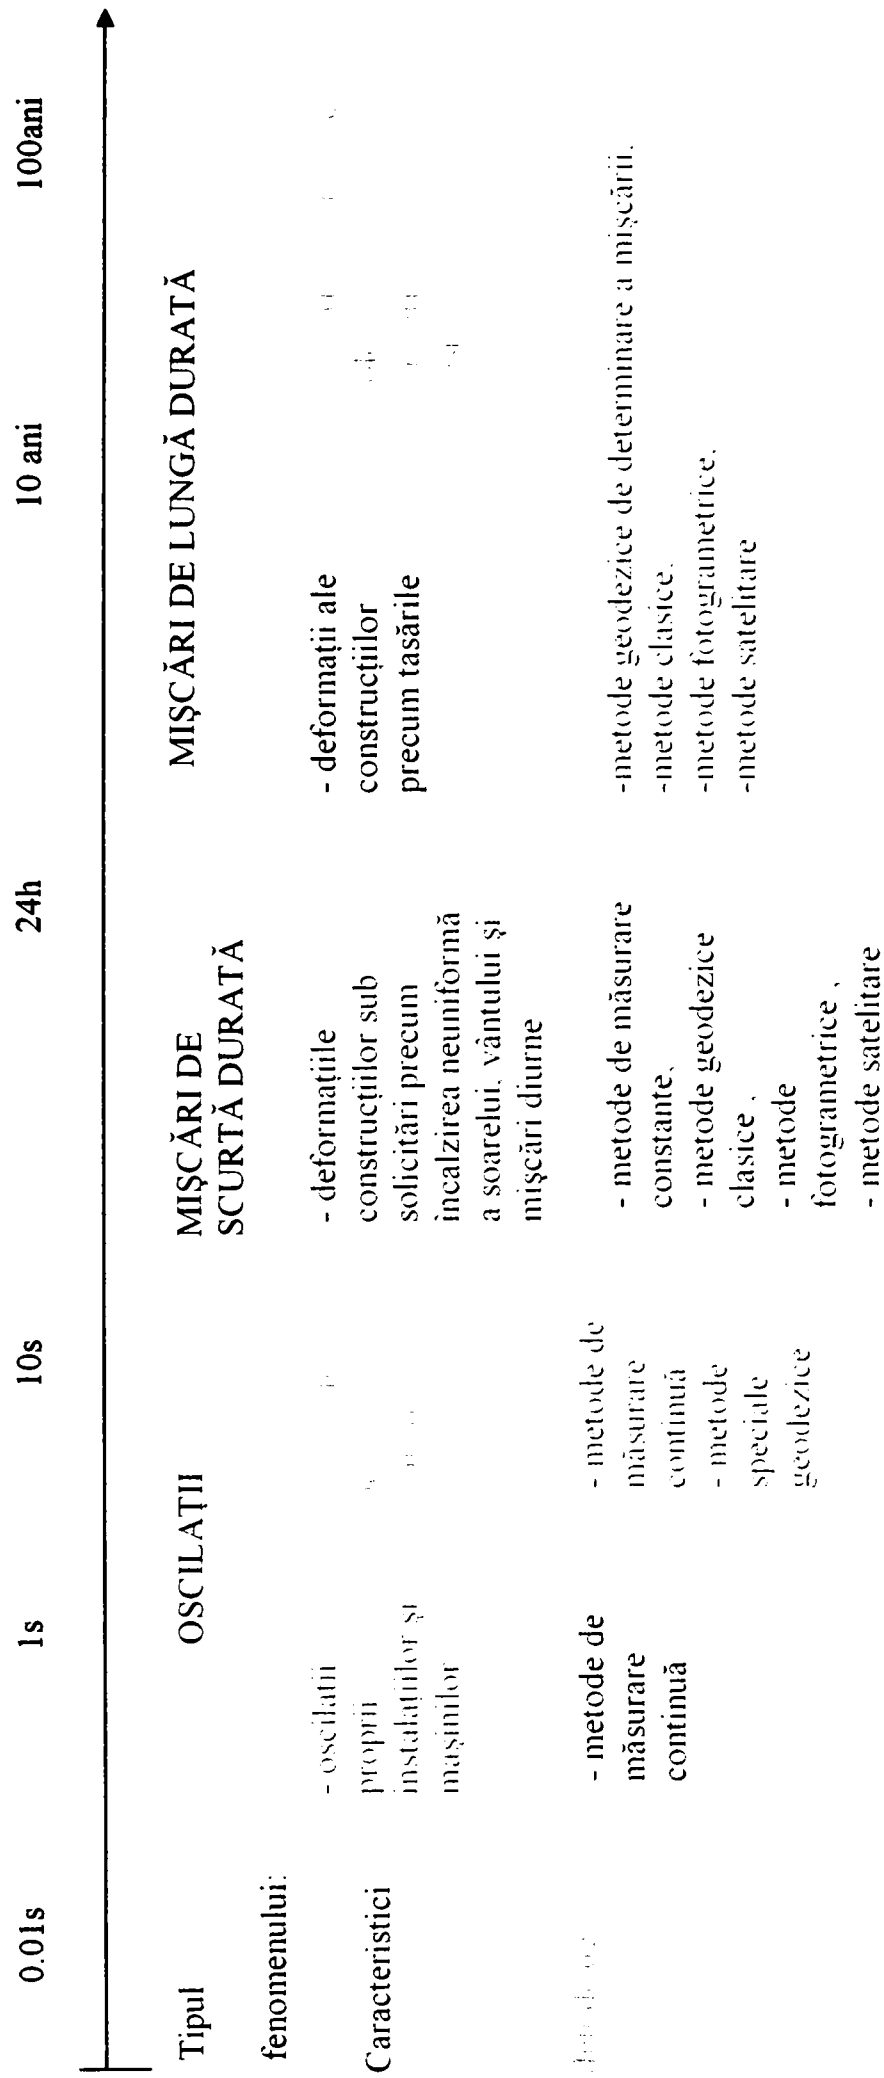 0.01s 1s 10s 24h 10 ani 100ani
Tipul
fenomenului:
OSCILAȚII
MIȘCĂRI DE
SCURTĂ DURATĂ
MIȘCĂRI DE LUNGĂ DURATĂ
Caracteristici
- oscilatii
proprii
instalațiilor și
mașinilor
- deformațiile
construcțiilor sub
solicitări precum
încalzirea neuniformă
a soarelui, vântului și
mișcări diurne
- deformații ale
construcțiilor
precum tasările
- metode de
măsurare
continuă
- metode de
măsurare
continuă
- metode
speciale
geodezice
- metode de măsurare
constante,
- metode geodezice
clasice ,
- metode
fotogrametrice ,
- metode satelitare
-metode geodezice de determinare a mișcării,
-metode clasice,
-metode fotogrametrice,
-metode satelitare